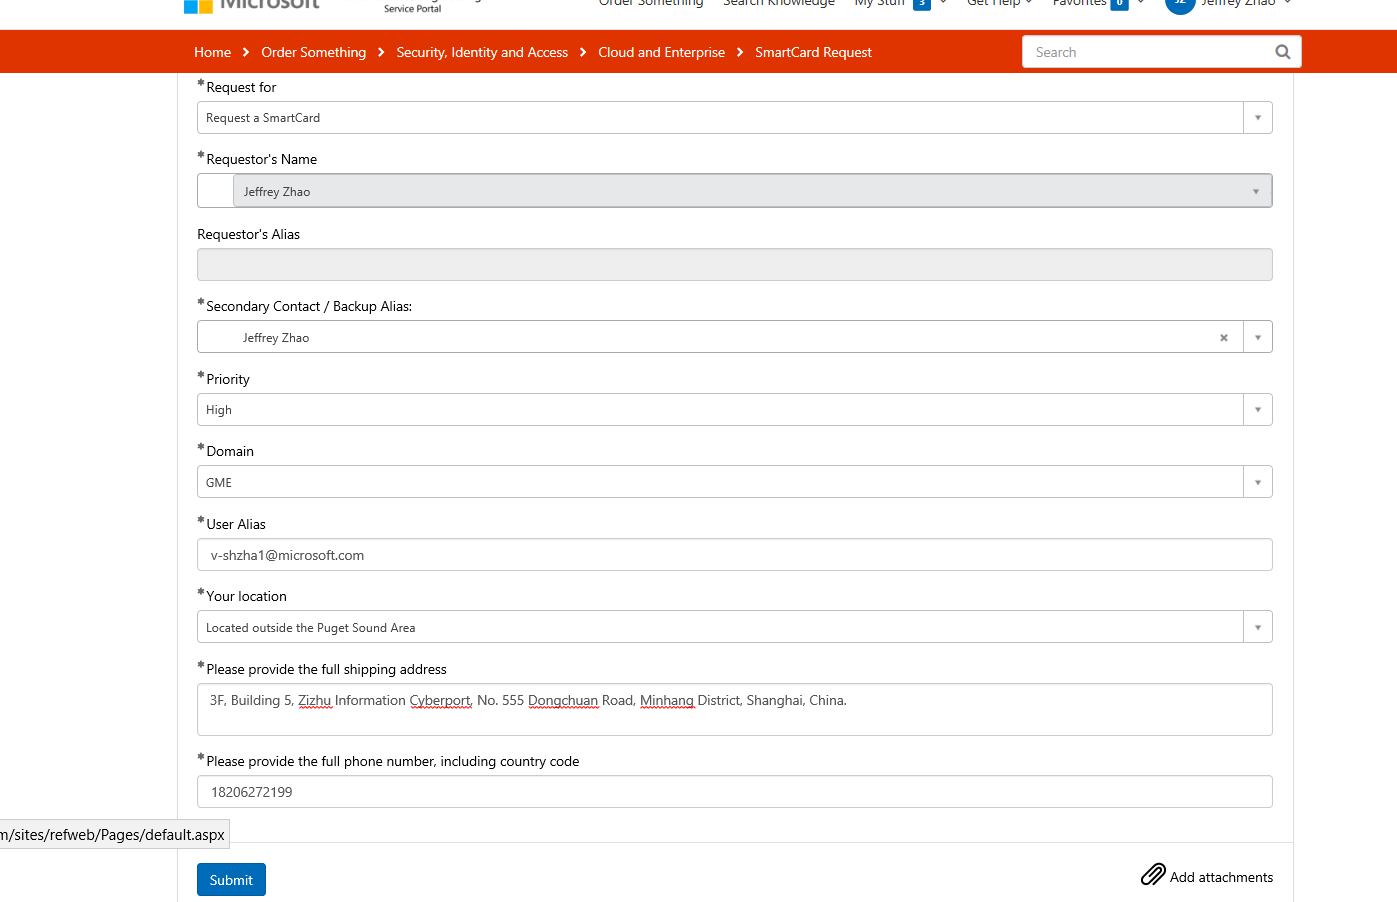 Microsoft
Service Portal
Order Something
Search Knowledge
My Stuff 3
Get Help
Favorites 0
JZ Jeffrey Zhao
Home > Order Something > Security, Identity and Access > Cloud and Enterprise > SmartCard Request
Search
* Request for
Request a SmartCard
* Requestor's Name
Jeffrey Zhao
Requestor's Alias
* Secondary Contact / Backup Alias:
Jeffrey Zhao
* Priority
High
* Domain
GME
* User Alias
v-shzha1@microsoft.com
* Your location
Located outside the Puget Sound Area
* Please provide the full shipping address
3F, Building 5, Zizhu Information Cyberport, No. 555 Dongchuan Road, Minhang District, Shanghai, China.
* Please provide the full phone number, including country code
18206272199
m/sites/refweb/Pages/default.aspx
Submit
Add attachments